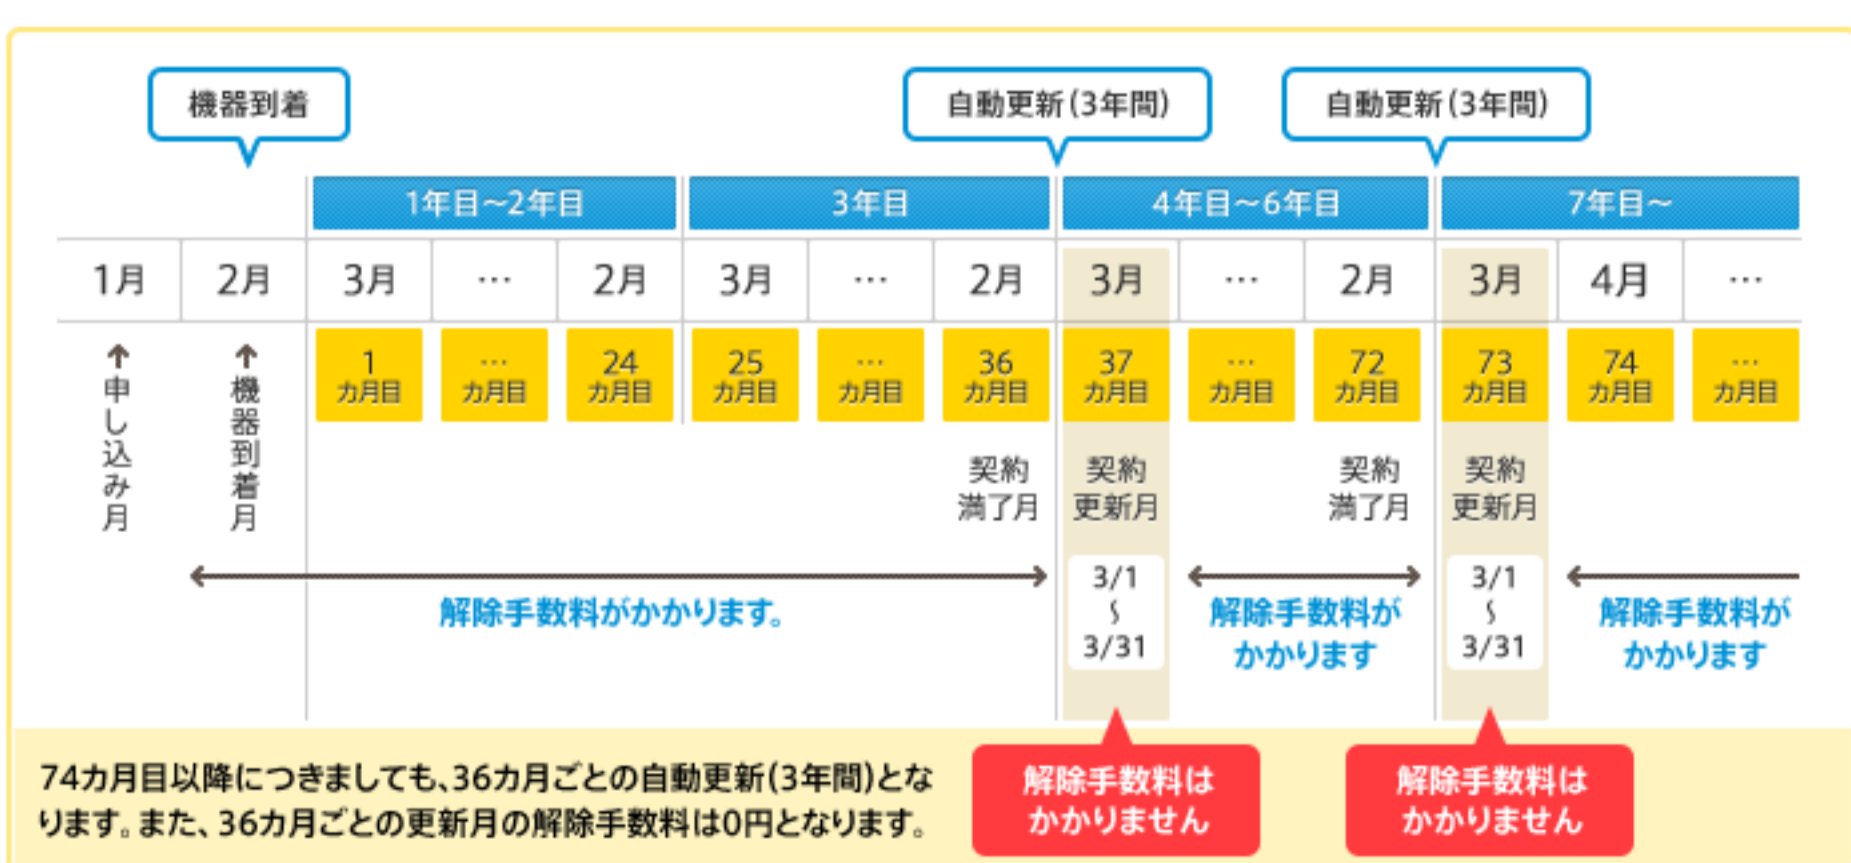 機器到着
自動更新(3年間)
自動更新(3年間)
1年目～2年目
3年目
4年目～6年目
7年目～
1月
2月
3月
…
2月
3月
…
2月
3月
…
2月
3月
4月
…
↑申し込み月
↑機器到着月
1
カ月目
…
カ月目
24
カ月目
25
カ月目
…
カ月目
36
カ月目
37
カ月目
…
カ月目
72
カ月目
73
カ月目
74
カ月目
…
カ月目
契約
満了月
契約
更新月
契約
満了月
契約
更新月
解除手数料がかかります。
3/1
～
3/31
解除手数料が
かかります
3/1
～
3/31
解除手数料が
かかります
74カ月目以降につきましても、36カ月ごとの自動更新(3年間)とな
ります。また、36カ月ごとの更新月の解除手数料は0円となります。
解除手数料は
かかりません
解除手数料は
かかりません